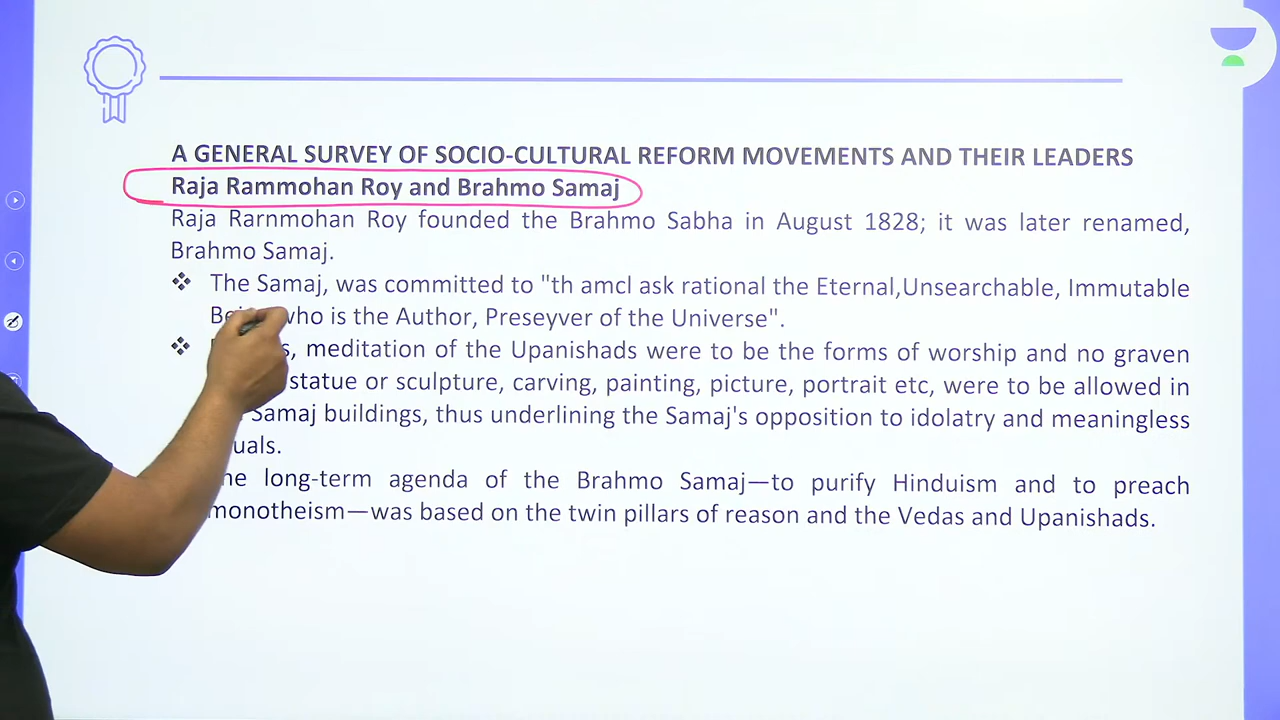 A GENERAL SURVEY OF SOCIO-CULTURAL REFORM MOVEMENTS AND THEIR LEADERS
Raja Rammohan Roy and Brahmo Samaj
Raja Rarnmohan Roy founded the Brahmo Sabha in August 1828; it was later renamed,
Brahmo Samaj.
❖ The Samaj, was committed to "th amcl ask rational the Eternal,Unsearchable, Immutable
who is the Author, Preseyver of the Universe".
❖ meditation of the Upanishads were to be the forms of worship and no graven
statue or sculpture, carving, painting, picture, portrait etc, were to be allowed in
Samaj buildings, thus underlining the Samaj's opposition to idolatry and meaningless
long-term agenda of the Brahmo Samaj—to purify Hinduism and to preach
monotheism—was based on the twin pillars of reason and the Vedas and Upanishads.